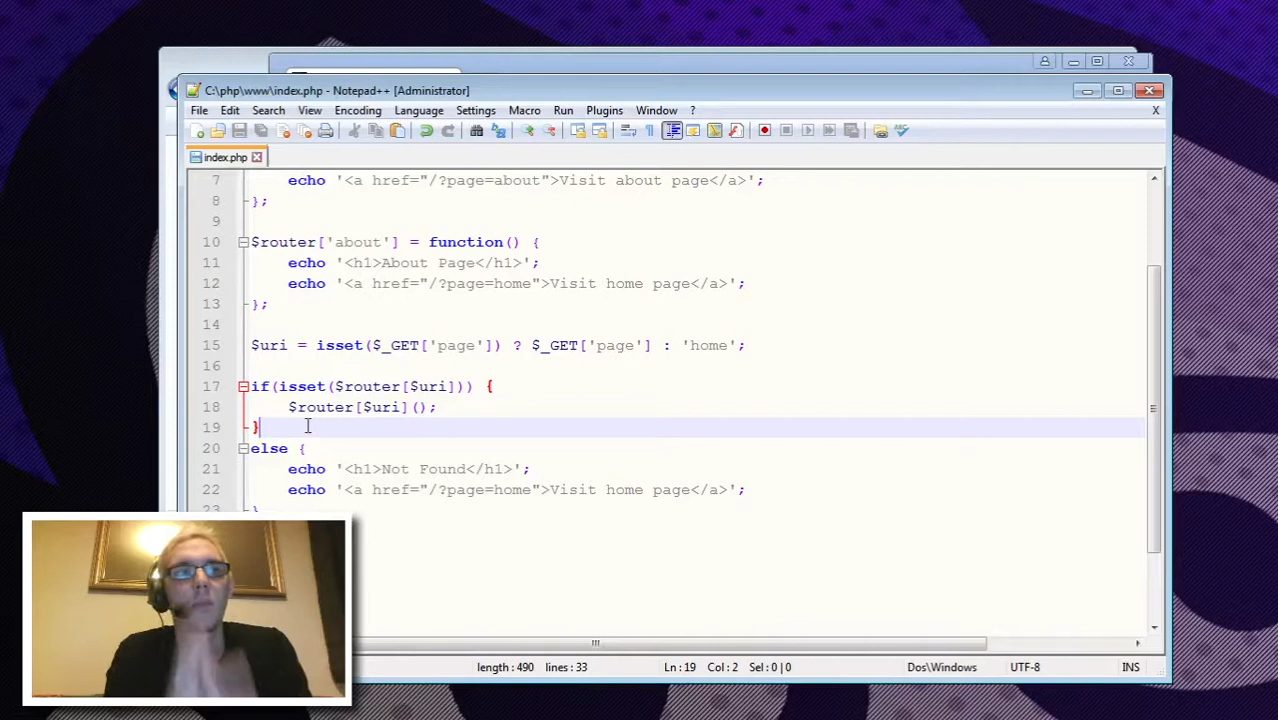 C:\php\www\index.php - Notepad++ [Administrator]
File Edit Search View Encoding Language Settings Macro Run Plugins Window ? X
index.php
7 echo '<a href="/?page=about">Visit about page</a>';
8 };
9
10 $router['about'] = function() {
11 echo '<h1>About Page</h1>';
12 echo '<a href="/?page=home">Visit home page</a>';
13 };
14
15 $uri = isset($_GET['page']) ? $_GET['page'] : 'home';
16
17 if(isset($router[$uri])) {
18 $router[$uri]();
19 }
20 else {
21 echo '<h1>Not Found</h1>';
22 echo '<a href="/?page=home">Visit home page</a>';
23 }
length : 490 lines : 33 Ln : 19 Col : 2 Sel : 0 | 0 Dos\Windows UTF-8 INS